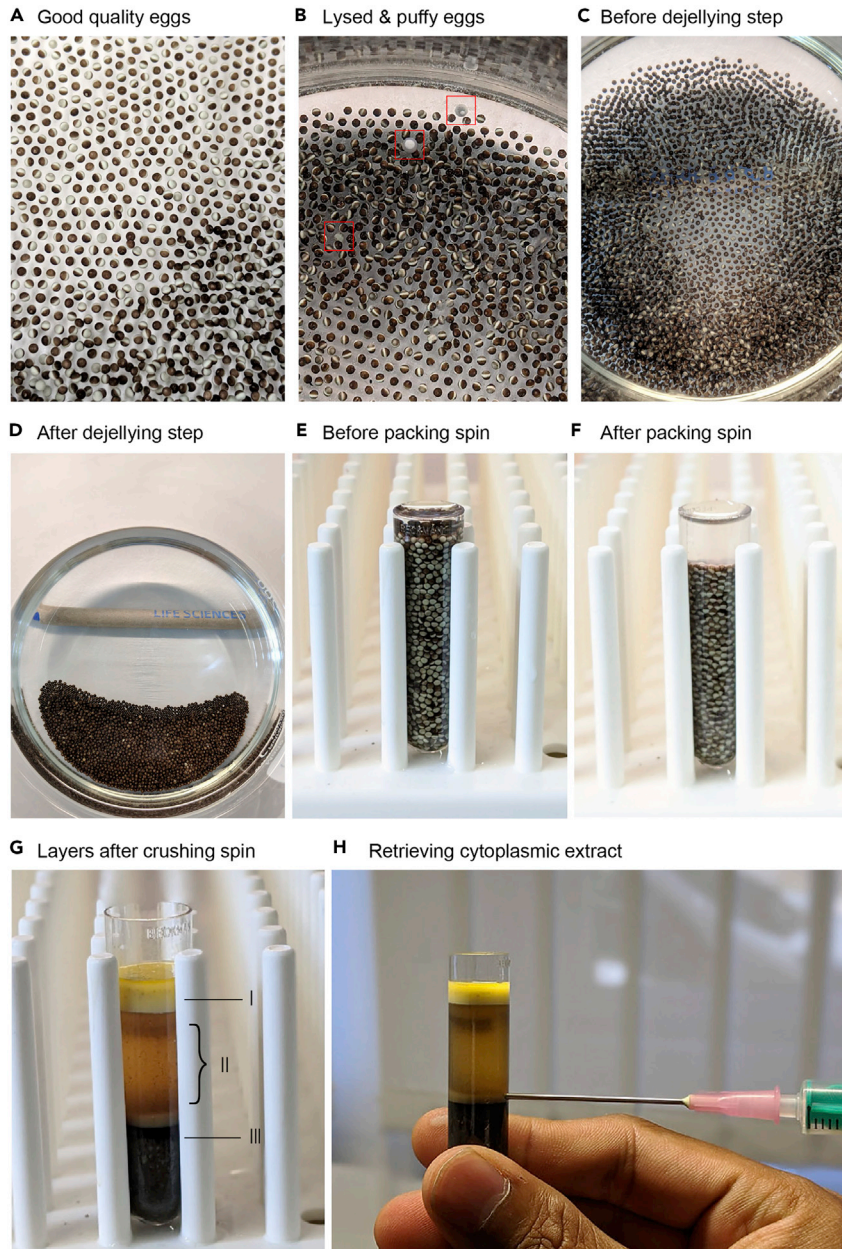 A Good quality eggs
B Lysed & puffy eggs
C Before dejellying step
D After dejellying step
LIFE SCIENCES
E Before packing spin
F After packing spin
G Layers after crushing spin
I
II
III
H Retrieving cytoplasmic extract